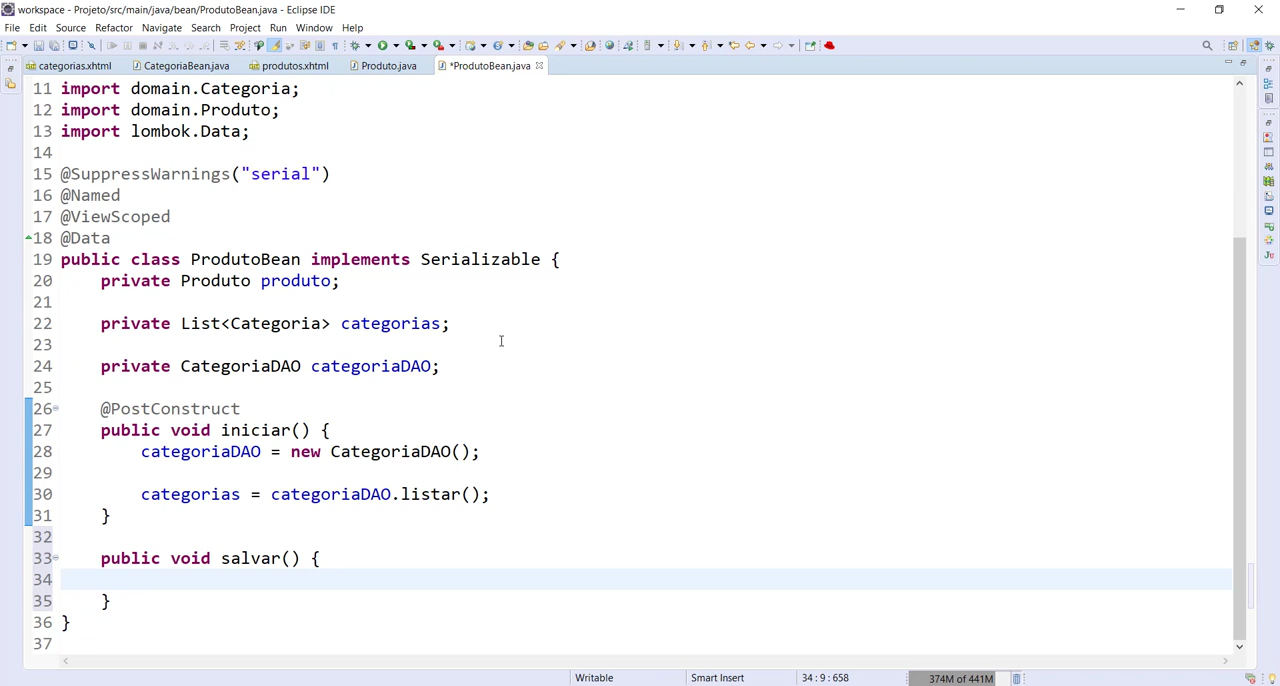 workspace - Projeto/src/main/java/bean/ProdutoBean.java - Eclipse IDE
File Edit Source Refactor Navigate Search Project Run Window Help
categorias.xhtml CategoriaBean.java produtos.xhtml Produto.java *ProdutoBean.java
11 import domain.Categoria;
12 import domain.Produto;
13 import lombok.Data;
14
15 @SuppressWarnings("serial")
16 @Named
17 @ViewScoped
18 @Data
19 public class ProdutoBean implements Serializable {
20 private Produto produto;
21
22 private List<Categoria> categorias;
23
24 private CategoriaDAO categoriaDAO;
25
26 @PostConstruct
27 public void iniciar() {
28 categoriaDAO = new CategoriaDAO();
29
30 categorias = categoriaDAO.listar();
31 }
32
33 public void salvar() {
34
35 }
36 }
37
Writable Smart Insert 34 : 9 : 658 374M of 441M